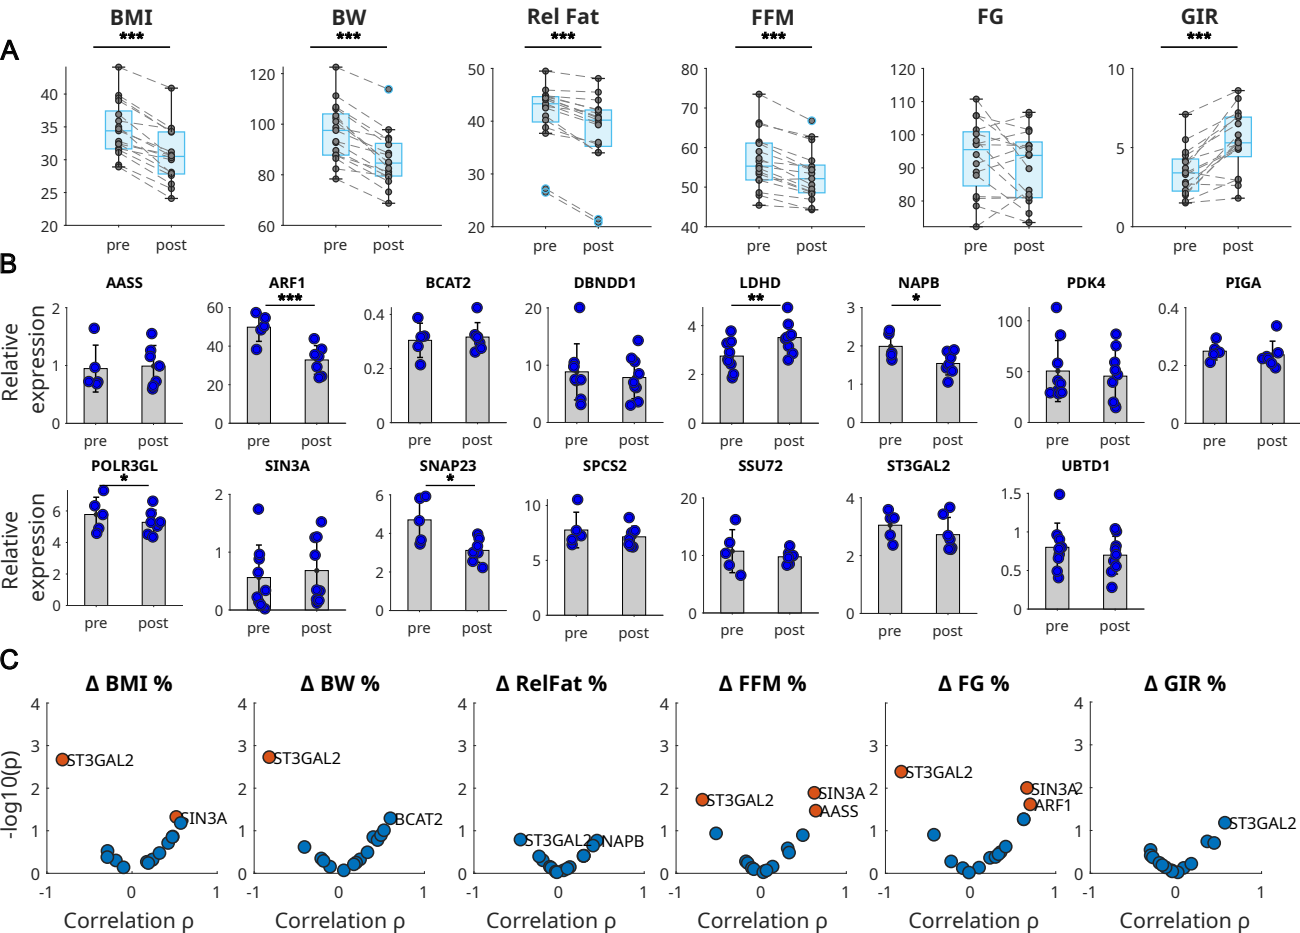 BMI BW Rel Fat FFM FG GIR
*** *** *** *** ***
A
40 35 30 25 20
120 100 80 60
50 40 30 20
80 70 60 50 40
120 110 100 90 80
10 5 0
pre post pre post pre post pre post pre post pre post
B
AASS ARF1 BCAT2 DBNDD1 LDHD NAPB PDK4 PIGA
*** ** *
Relative expression
2 1 0
60 40 20 0
0.4 0.2 0
20 10 0
4 2 0
3 2 1 0
100 50 0
0.4 0.2 0
pre post pre post pre post pre post pre post pre post pre post pre post
POLR3GL SIN3A SNAP23 SPCS2 SSU72 ST3GAL2 UBTD1
* *
Relative expression
6 4 2 0
2 1 0
6 4 2 0
10 5 0
20 10 0
4 2 0
1.5 1 0.5 0
pre post pre post pre post pre post pre post pre post pre post
C
Δ BMI % Δ BW % Δ RelFat % Δ FFM % Δ FG % Δ GIR %
-log10(p)
4 3 2 1 0
4 3 2 1 0
4 3 2 1 0
4 3 2 1 0
4 3 2 1 0
4 3 2 1 0
ST3GAL2 SIN3A
ST3GAL2 BCAT2
ST3GAL2 NAPB
ST3GAL2 SIN3A AASS
ST3GAL2 SIN3A ARF1
ST3GAL2
-1 0 1 -1 0 1 -1 0 1 -1 0 1 -1 0 1 -1 0 1
Correlation ρ Correlation ρ Correlation ρ Correlation ρ Correlation ρ Correlation ρ